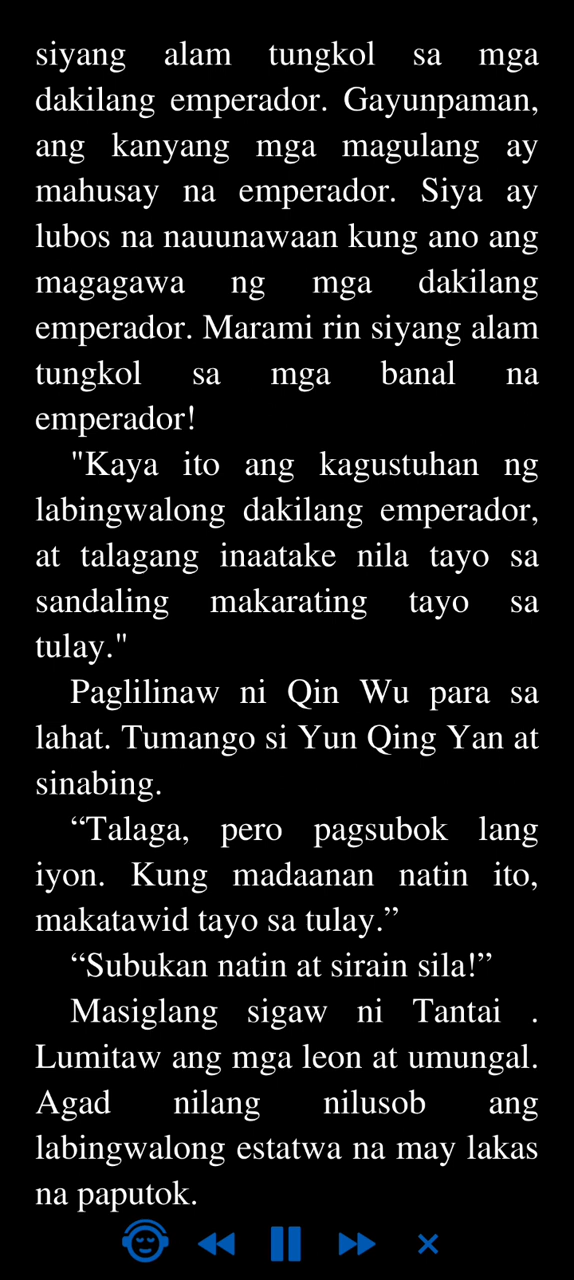 siyang alam tungkol sa mga
dakilang emperador. Gayunpaman,
ang kanyang mga magulang ay
mahusay na emperador. Siya ay
lubos na nauunawaan kung ano ang
magagawa ng mga dakilang
emperador. Marami rin siyang alam
tungkol sa mga banal na
emperador!
"Kaya ito ang kagustuhan ng
labingwalong dakilang emperador,
at talagang inaatake nila tayo sa
sandaling makarating tayo sa
tulay."
Paglilinaw ni Qin Wu para sa
lahat. Tumango si Yun Qing Yan at
sinabing.
“Talaga, pero pagsubok lang
iyon. Kung madaanan natin ito,
makatawid tayo sa tulay.”
“Subukan natin at sirain sila!”
Masiglang sigaw ni Tantai .
Lumitaw ang mga leon at umungal.
Agad nilang nilusob ang
labingwalong estatwa na may lakas
na paputok.